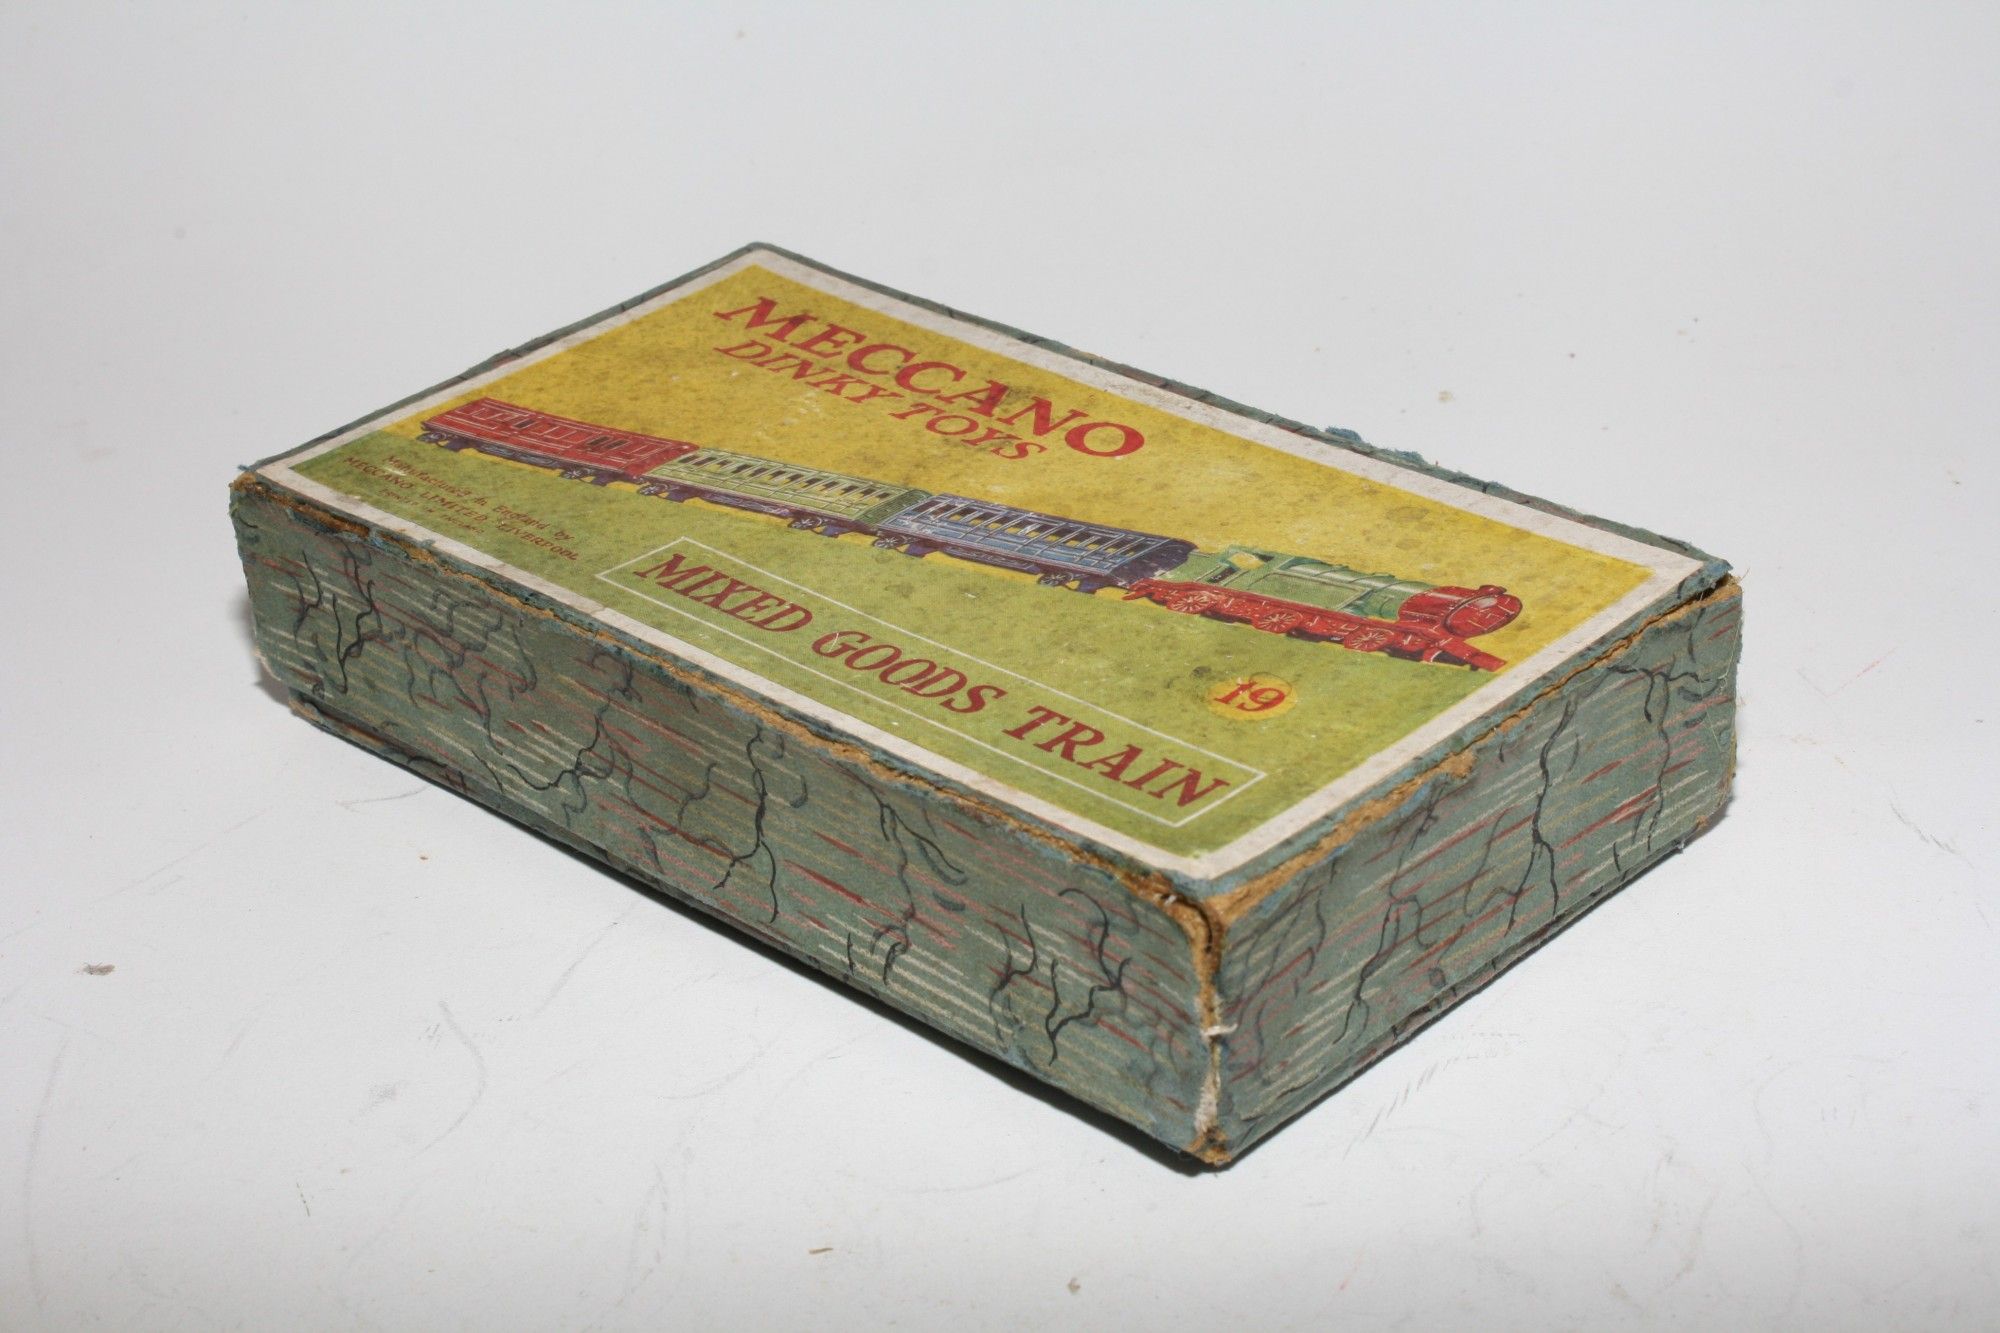 MECCANO
DINKY TOYS
Manufactured in England by
MECCANO LIMITED, LIVERPOOL
MIXED GOODS TRAIN
19